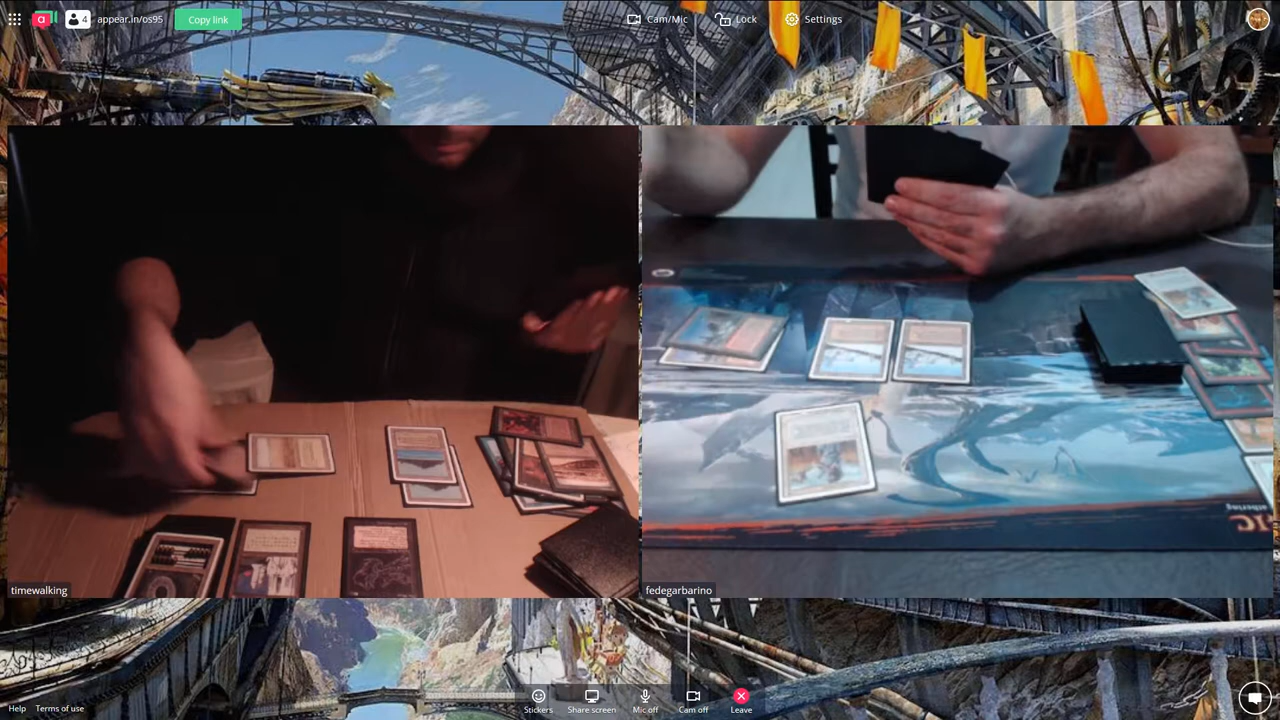 4
appear.in/os95
Copy link
Cam/Mic
Lock
Settings
timewalking
fedegarbarino
Help
Terms of use
Stickers
Share screen
Mic off
Cam off
Leave